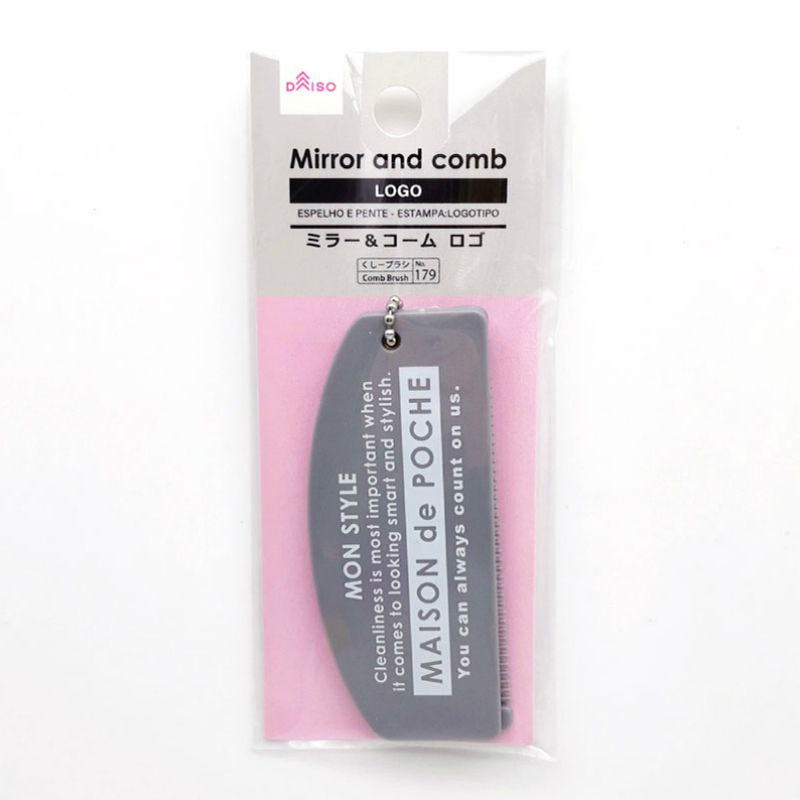 DAISO
Mirror and comb
LOGO
ESPELHO E PENTE - ESTAMPA:LOGOTIPO
ミラー&コーム ロゴ
くし－ブラシ No.
Comb Brush 179
MON STYLE
Cleanliness is most important when
it comes to looking smart and stylish.
MAISON de POCHE
You can always count on us.